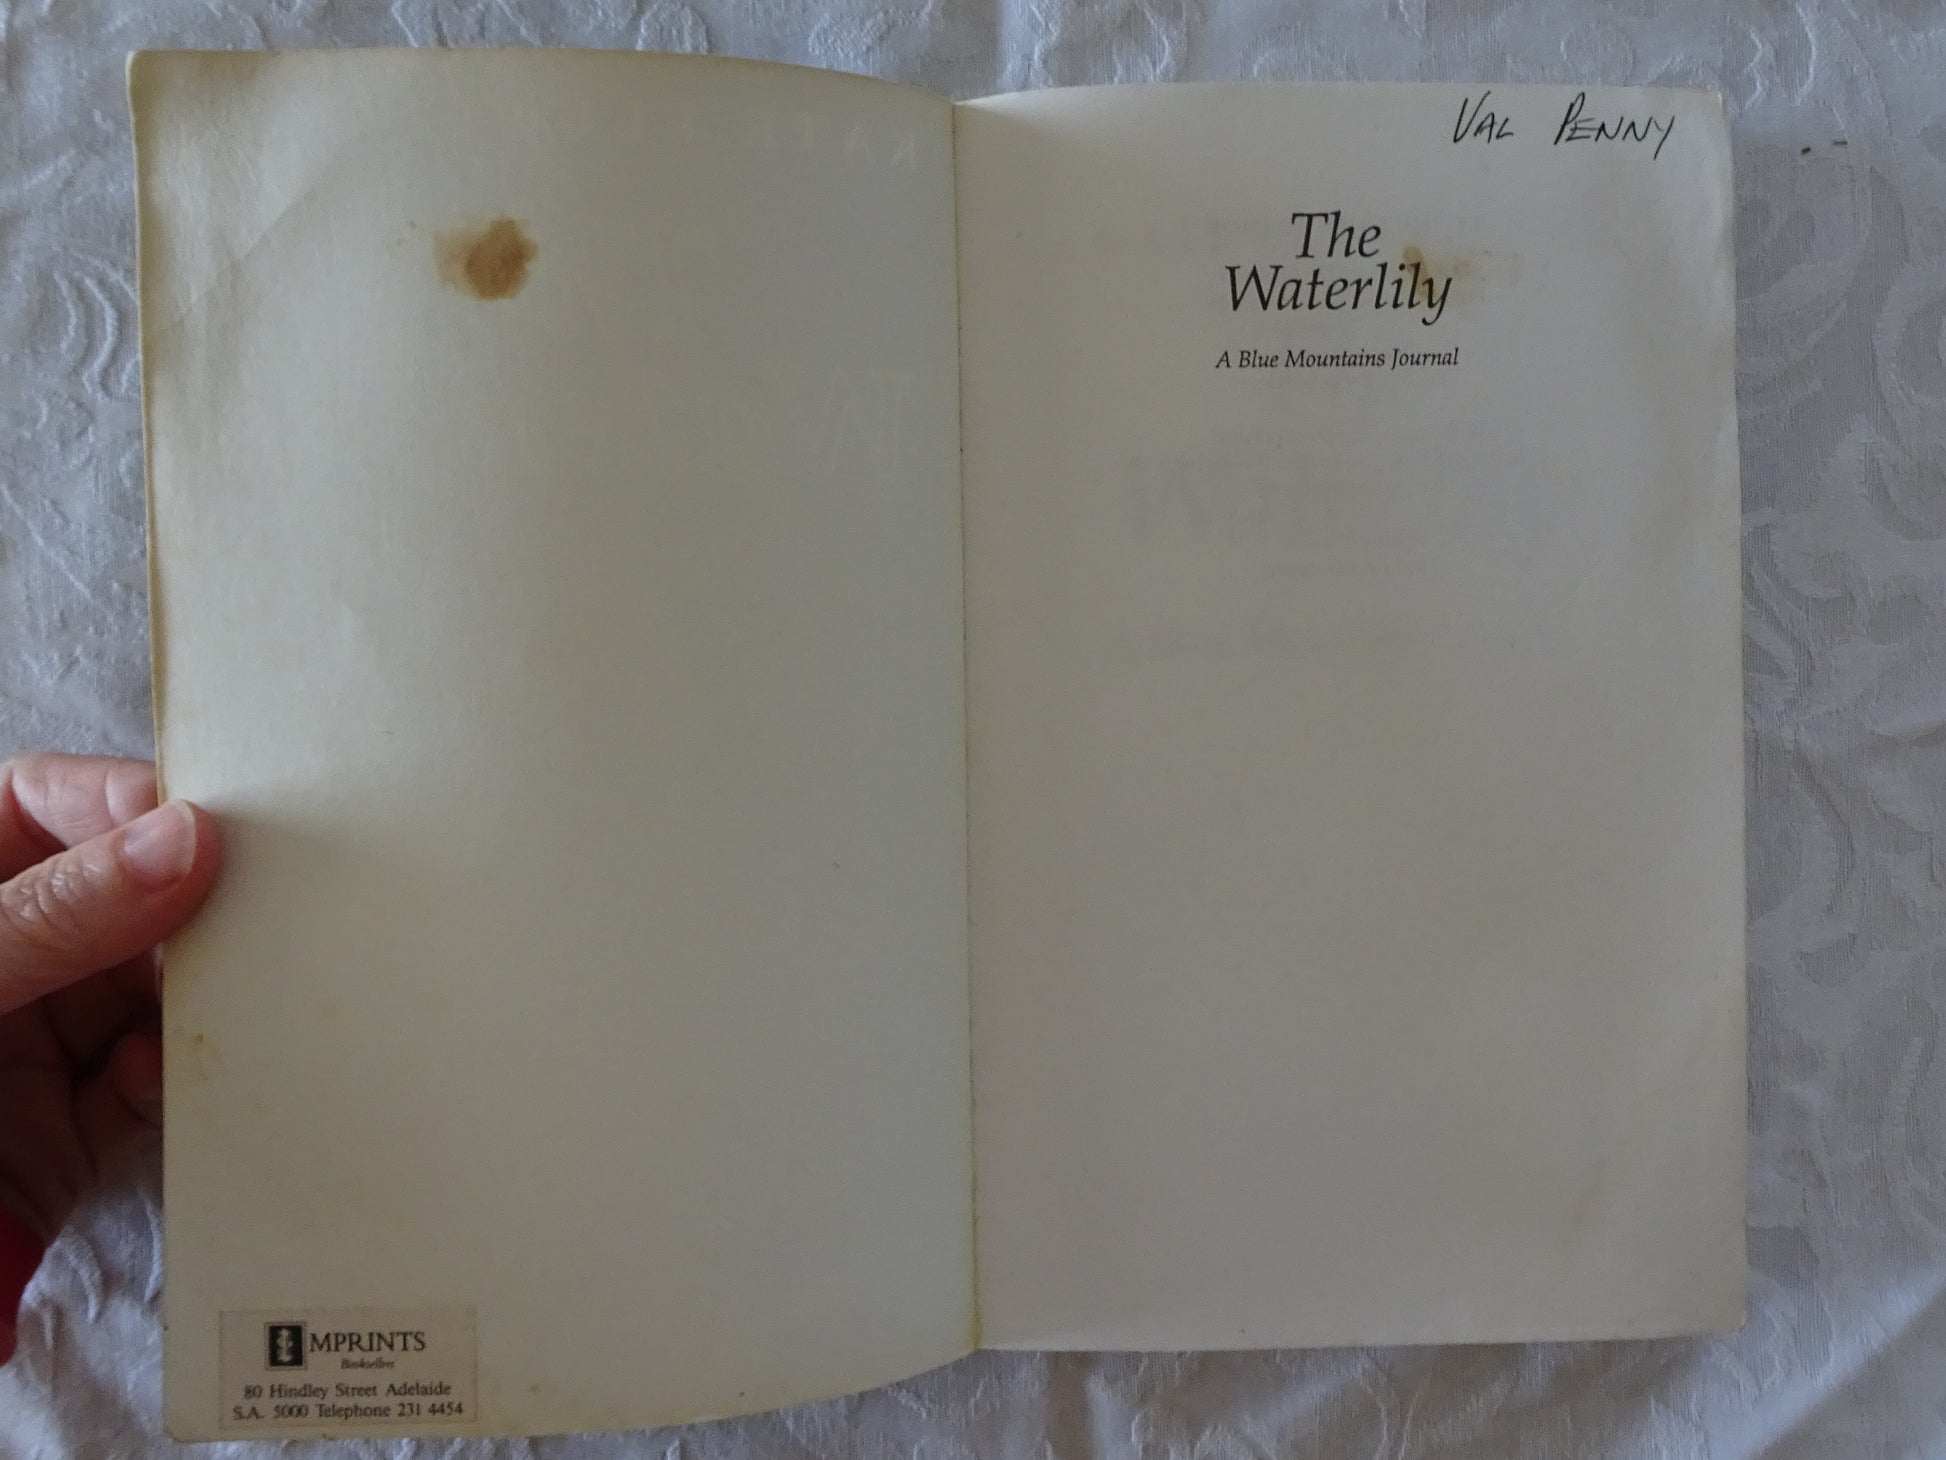 MPRINTS
Booksellers
80 Hindley Street Adelaide
S.A. 5000 Telephone 231 4454
VAL PENNY
The
Waterlily
A Blue Mountains Journal